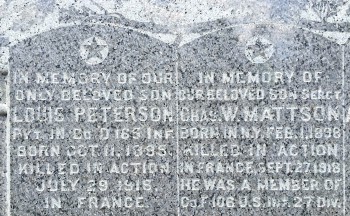 IN MEMORY OF OUR
ONLY BELOVED SON
LOUIS PETERSON
PVT. IN CO. D 163 INF.
BORN OCT. 11, 1895
KILLED IN ACTION
JULY 29 1918
IN FRANCE
IN MEMORY OF
OUR BELOVED SON SERGT.
CHAS. W. MATTSON
BORN IN N.Y. FEB. 1, 1898
KILLED IN ACTION
IN FRANCE, SEPT. 27 1918
HE WAS A MEMBER OF
CO. F 106 U.S. INF. 27 DIV.